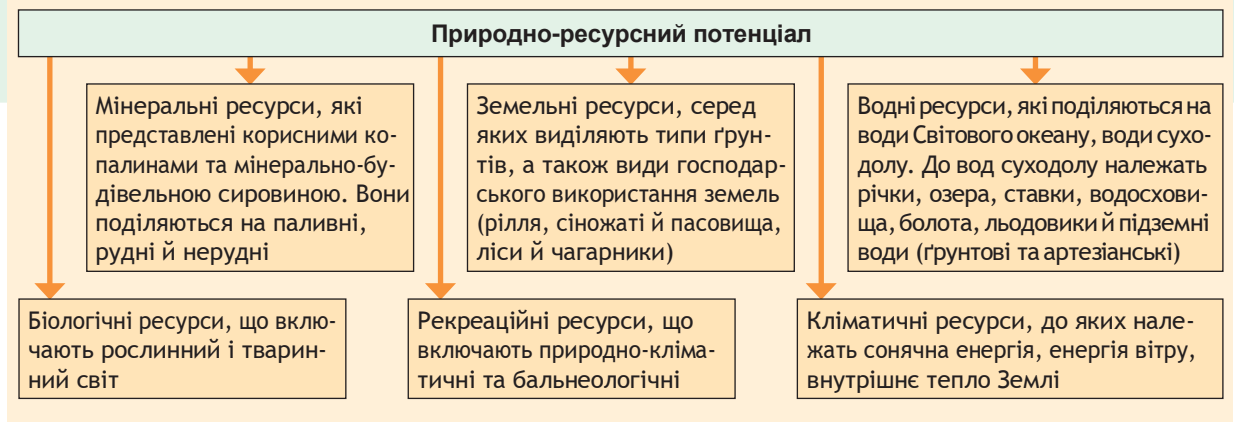 Природно-ресурсний потенціал
Мінеральні ресурси, які
представлені корисними ко-
палинами та мінерально-бу-
дівельною сировиною. Вони
поділяються на паливні,
рудні й нерудні
Земельні ресурси, серед
яких виділяють типи ґрун-
тів, а також види господар-
ського використання земель
(рілля, сіножаті й пасовища,
ліси й чагарники)
Водні ресурси, які поділяються на
води Світового океану, води сухо-
долу. До вод суходолу належать
річки, озера, ставки, водосхови-
ща, болота, льодовики й підземні
води (ґрунтові та артезіанські)
Біологічні ресурси, що вклю-
чають рослинний і тварин-
ний світ
Рекреаційні ресурси, що
включають природно-кліма-
тичні та бальнеологічні
Кліматичні ресурси, до яких нале-
жать сонячна енергія, енергія вітру,
внутрішнє тепло Землі